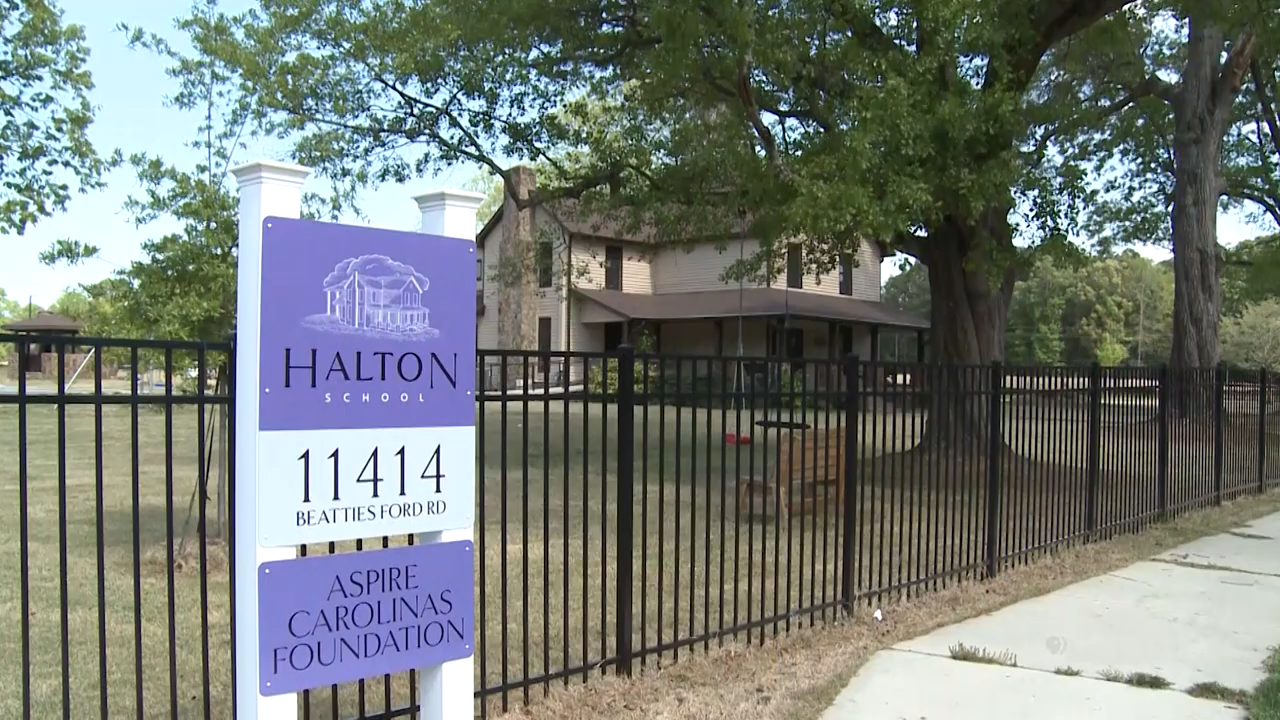 HALTON
SCHOOL
11414
BEATTIES FORD RD
ASPIRE
CAROLINAS
FOUNDATION